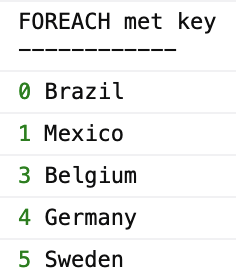 FOREACH met key
------------
0 Brazil
1 Mexico
3 Belgium
4 Germany
5 Sweden